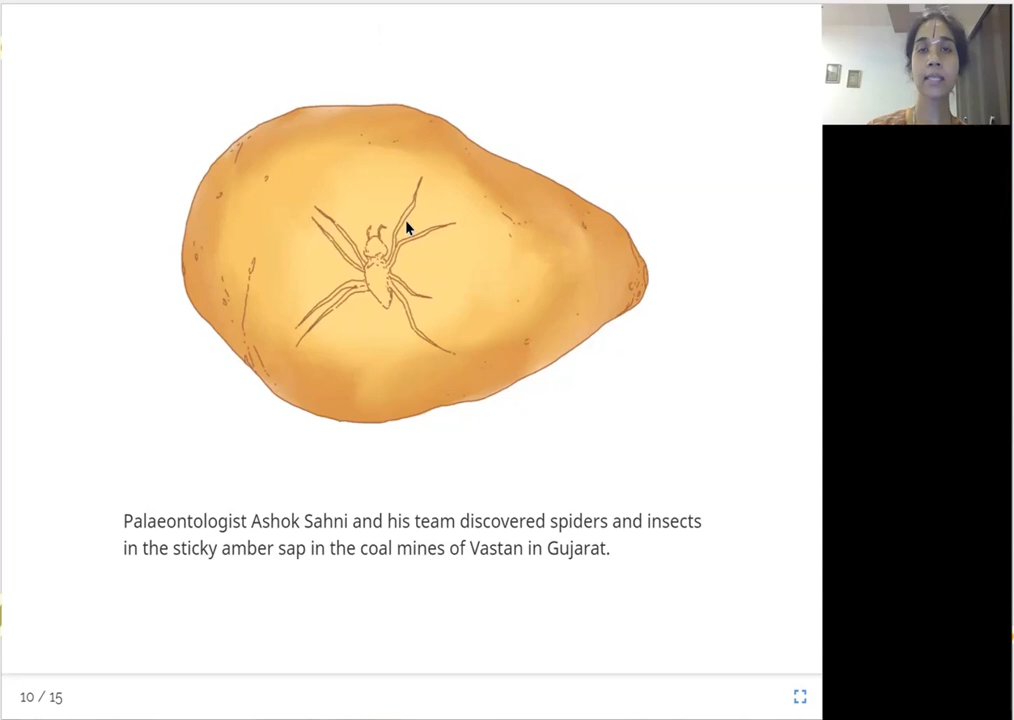 Palaeontologist Ashok Sahni and his team discovered spiders and insects
in the sticky amber sap in the coal mines of Vastan in Gujarat.
10 / 15